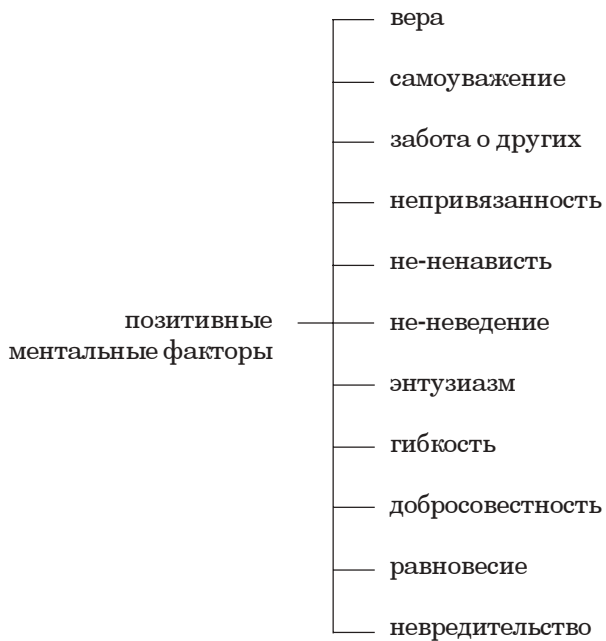 вера
самоуважение
забота о других
непривязанность
не-ненависть
позитивные
ментальные факторы
не-неведение
энтузиазм
гибкость
добросовестность
равновесие
невредительство